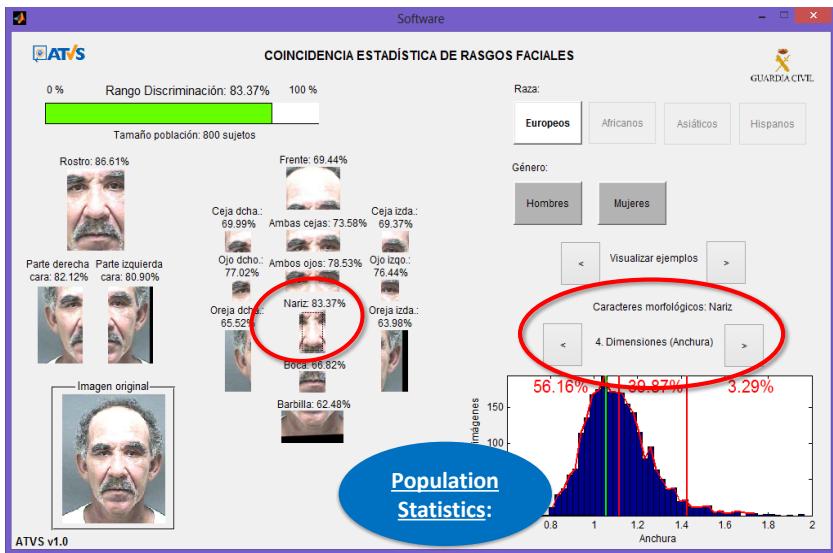 Software
ATVS
COINCIDENCIA ESTADÍSTICA DE RASGOS FACIALES
GUARDIA CIVIL
0 %
Rango Discriminación: 83.37%
100 %
Tamaño población: 800 sujetos
Raza:
Europeos
Africanos
Asiáticos
Hispanos
Género:
Hombres
Mujeres
<
Visualizar ejemplos
>
Rostro: 86.61%
Parte derecha
cara: 82.12%
Parte izquierda
cara: 80.90%
Imagen original
Frente: 69.44%
Ceja dcha.:
69.99%
Ambas cejas: 73.58%
Ceja izda.:
69.37%
Ojo dcho.:
77.02%
Ambos ojos: 78.53%
Ojo izqo.:
76.44%
Oreja dcha.:
65.52%
Nariz: 83.37%
Oreja izda.:
63.98%
Boca: 66.82%
Barbilla: 62.48%
Caracteres morfológicos: Nariz
<
4. Dimensiones (Anchura)
>
56.16%
39.87%
3.29%
imágenes
150
100
0.8 1 1.2 1.4 1.6 1.8 2
Anchura
Population
Statistics:
ATVS v1.0